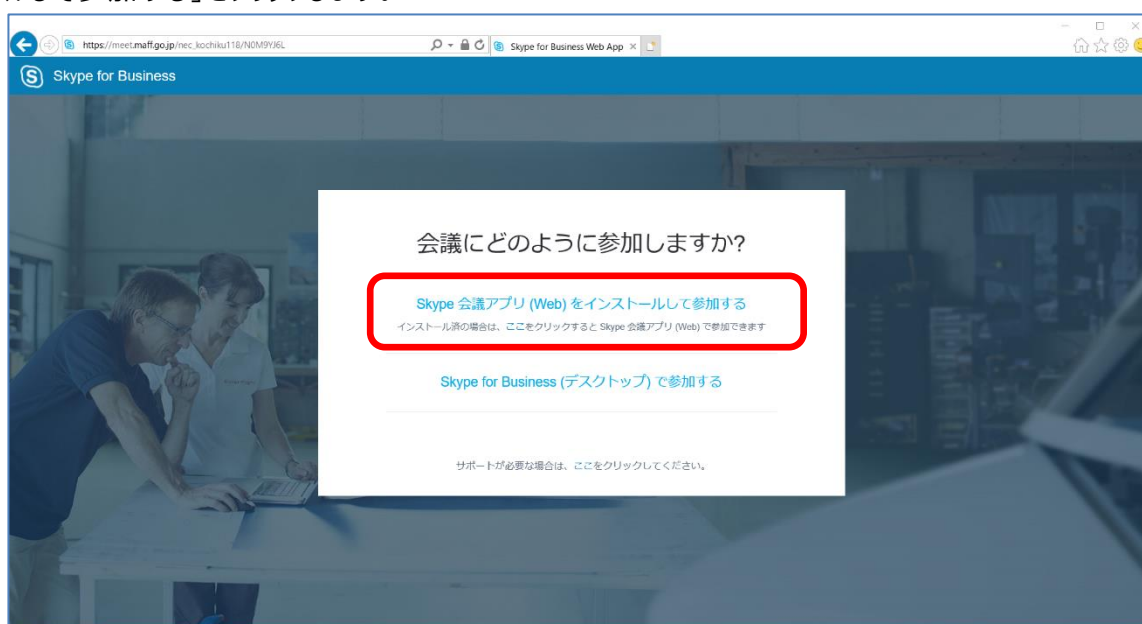 https://meet.maff.go.jp/nec_kochiku118/N0M9YJ6L
Skype for Business Web App
Skype for Business
会議にどのように参加しますか?
Skype 会議アプリ (Web) をインストールして参加する
インストール済の場合は、ここをクリックすると Skype 会議アプリ (Web) で参加できます
Skype for Business (デスクトップ) で参加する
サポートが必要な場合は、ここをクリックしてください。